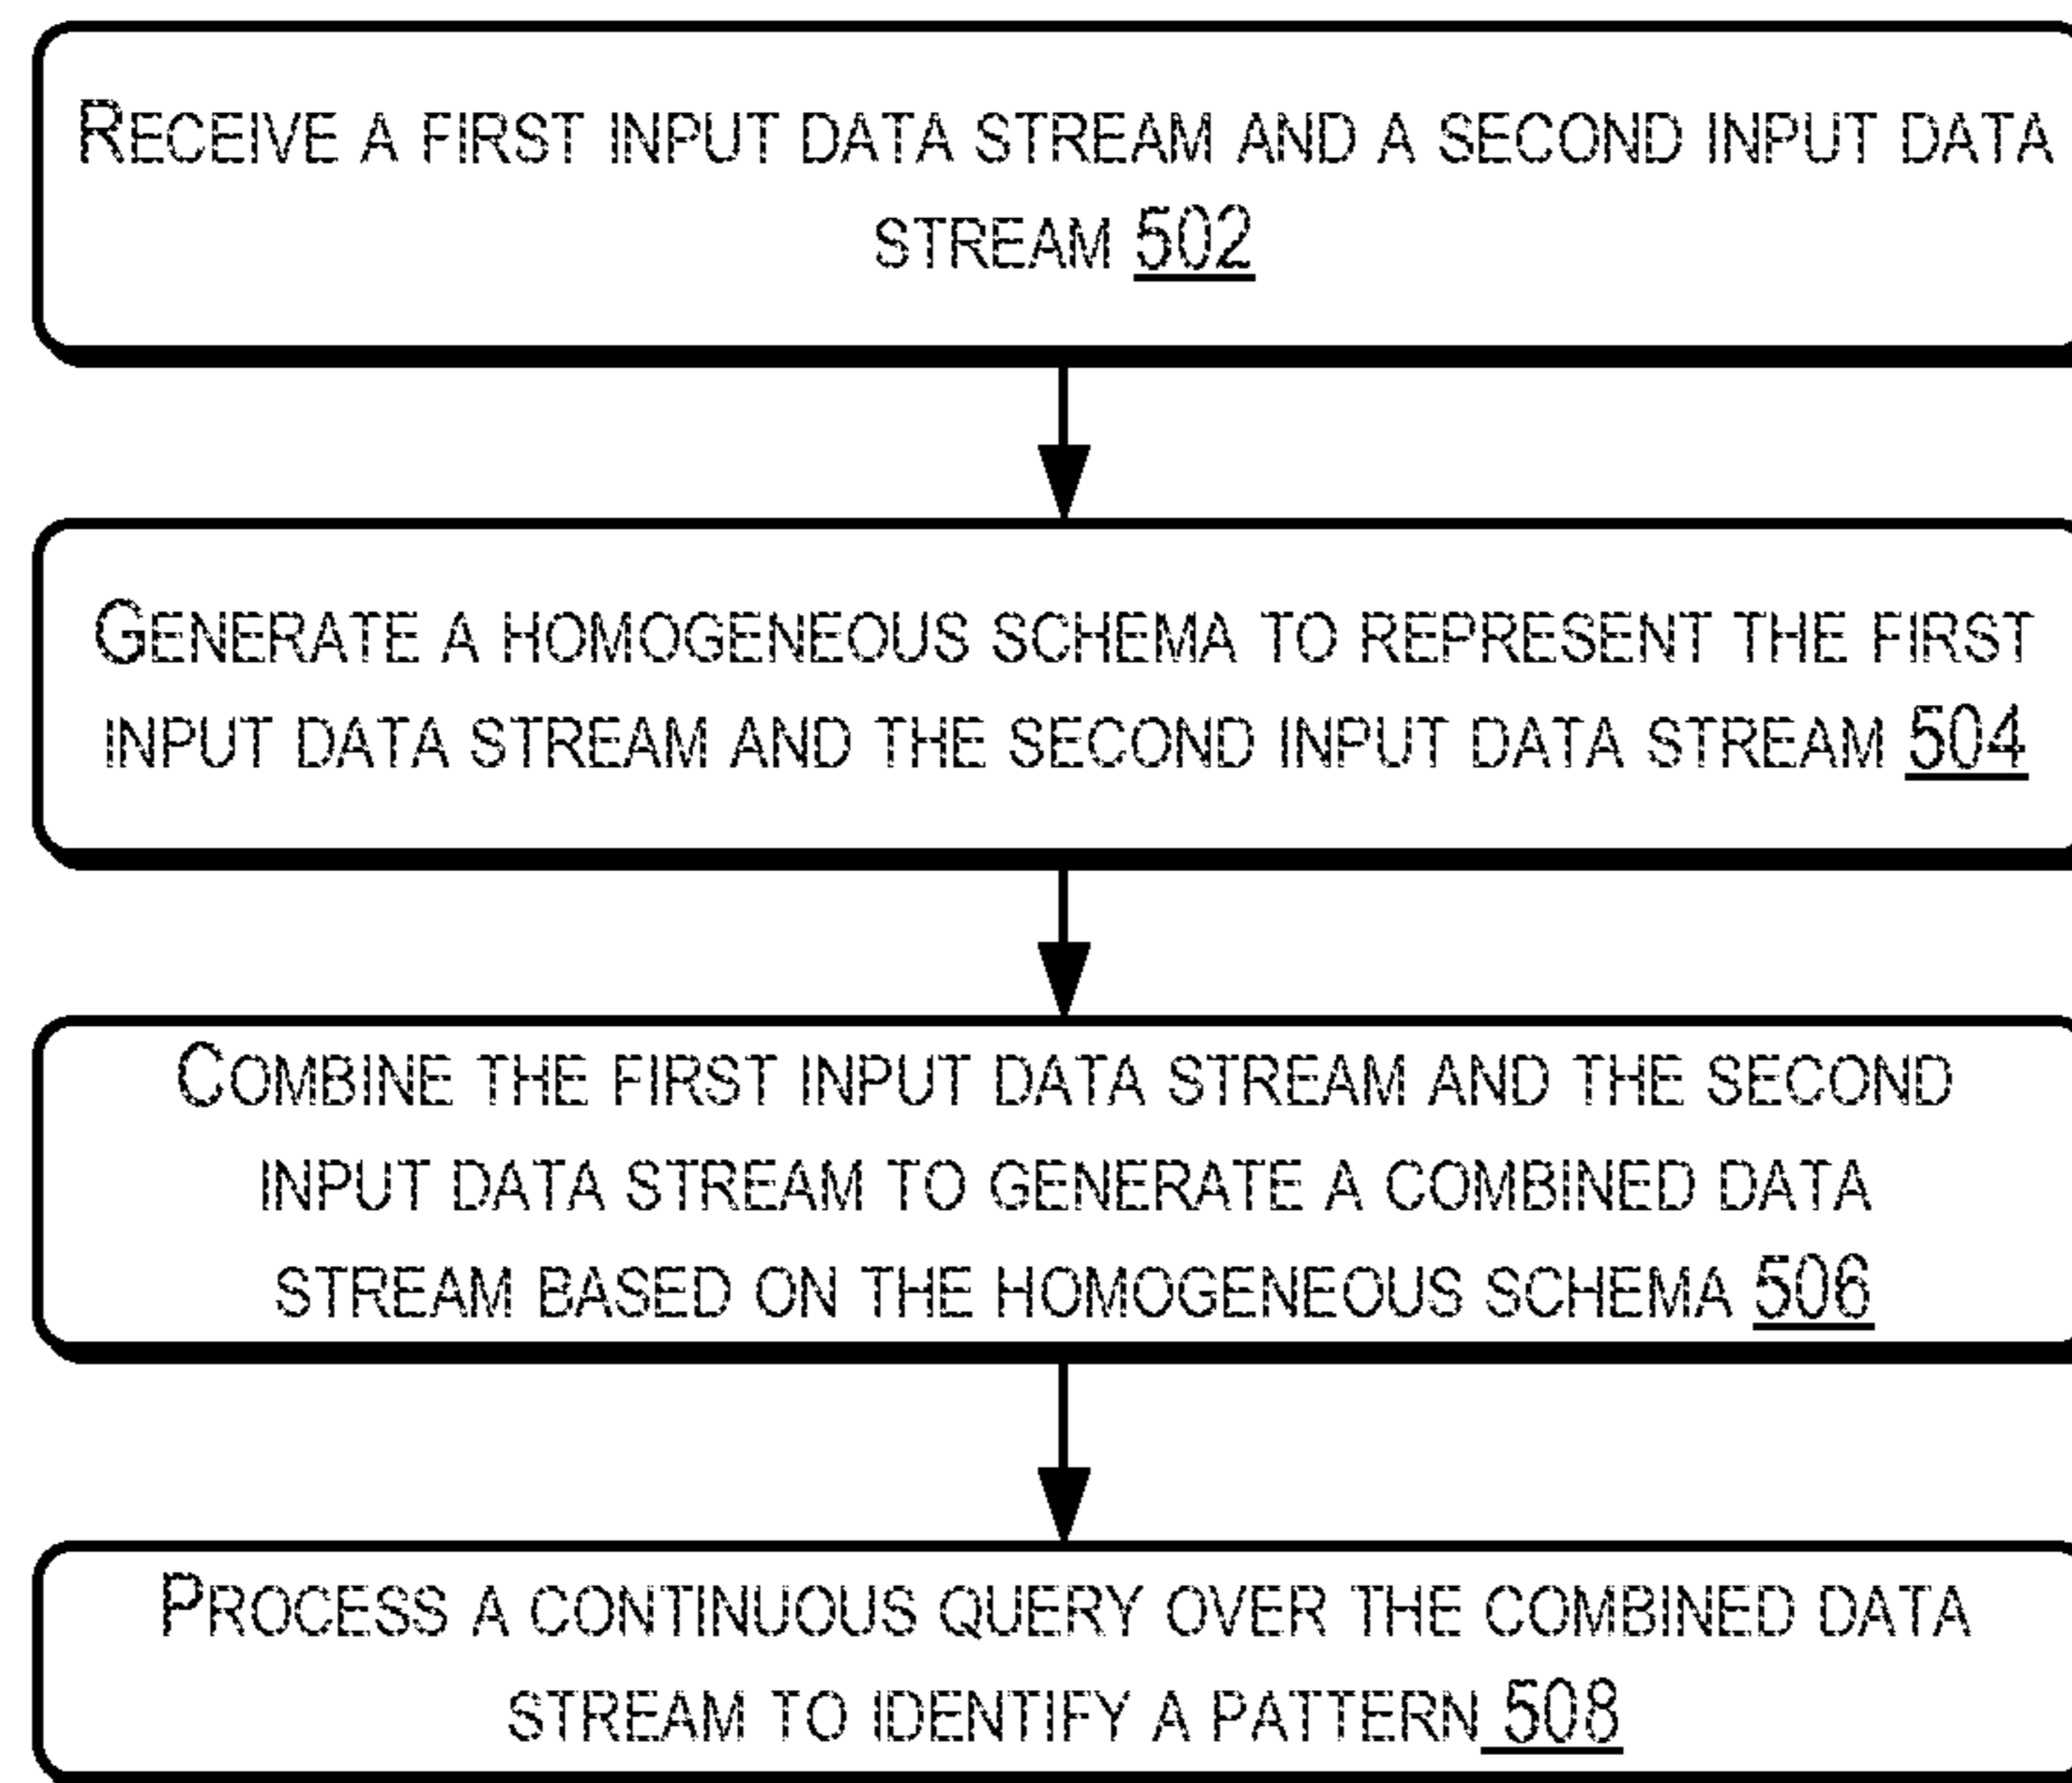 RECEIVE A FIRST INPUT DATA STREAM AND A SECOND INPUT DATA
STREAM 502
GENERATE A HOMOGENEOUS SCHEMA TO REPRESENT THE FIRST
INPUT DATA STREAM AND THE SECOND INPUT DATA STREAM 504
COMBINE THE FIRST INPUT DATA STREAM AND THE SECOND
INPUT DATA STREAM TO GENERATE A COMBINED DATA
STREAM BASED ON THE HOMOGENEOUS SCHEMA 506
PROCESS A CONTINUOUS QUERY OVER THE COMBINED DATA
STREAM TO IDENTIFY A PATTERN 508